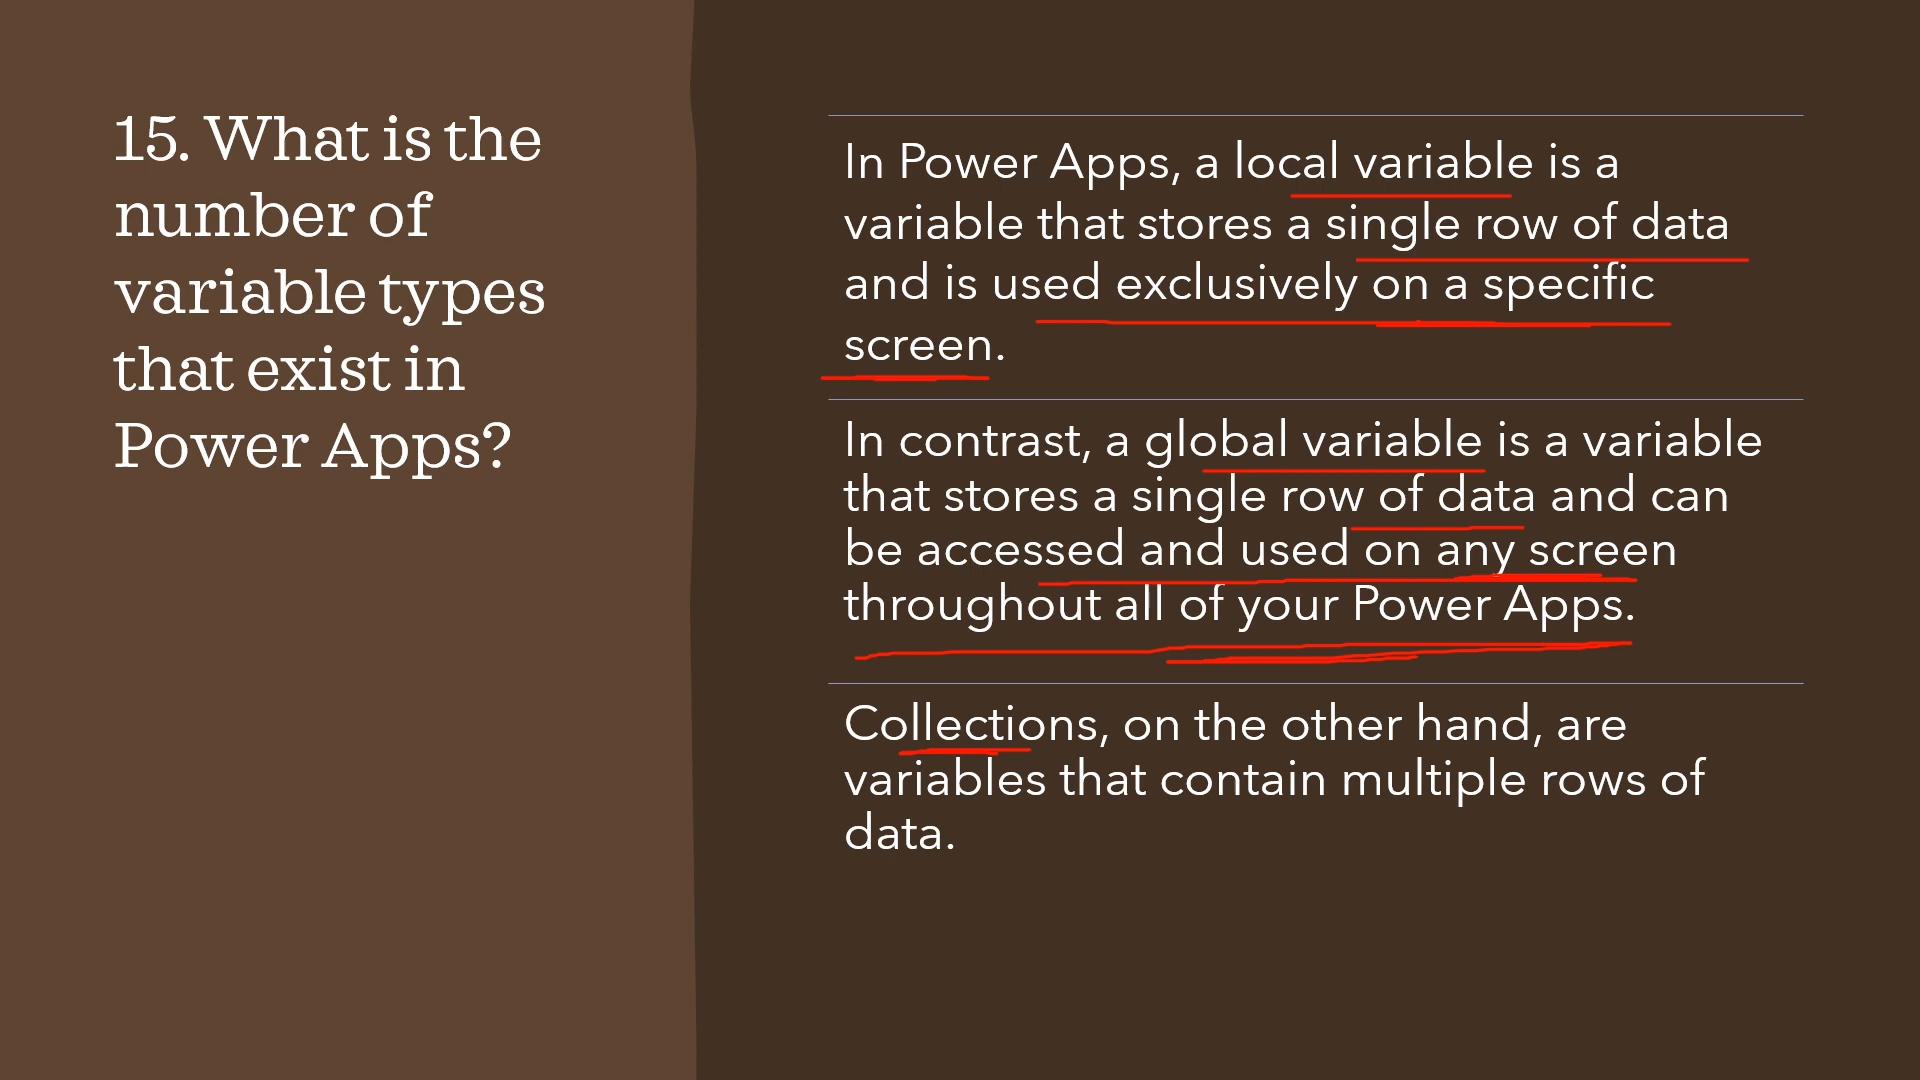 15. What is the
number of
variable types
that exist in
Power Apps?
In Power Apps, a local variable is a
variable that stores a single row of data
and is used exclusively on a specific
screen.
In contrast, a global variable is a variable
that stores a single row of data and can
be accessed and used on any screen
throughout all of your Power Apps.
Collections, on the other hand, are
variables that contain multiple rows of
data.